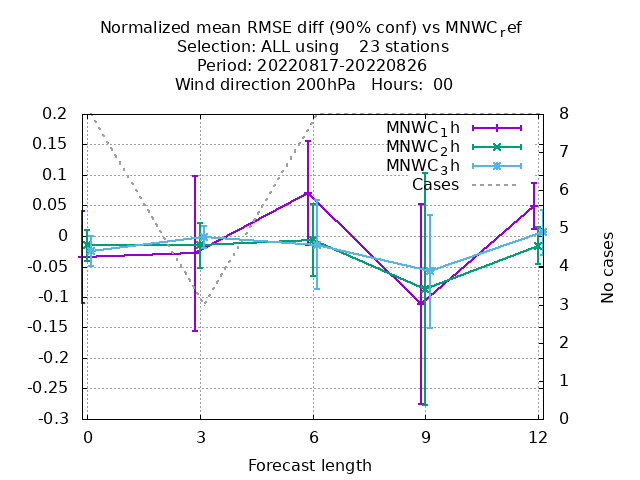 Normalized mean RMSE diff (90% conf) vs MNWC_ref
Selection: ALL using    23 stations
Period: 20220817-20220826
Wind direction 200hPa   Hours:  00
MNWC_1h
MNWC_2h
MNWC_3h
Cases
0.2
0.15
0.1
0.05
0
-0.05
-0.1
-0.15
-0.2
-0.25
-0.3
8
7
6
5
4
3
2
1
0
No cases
0 3 6 9 12
Forecast length